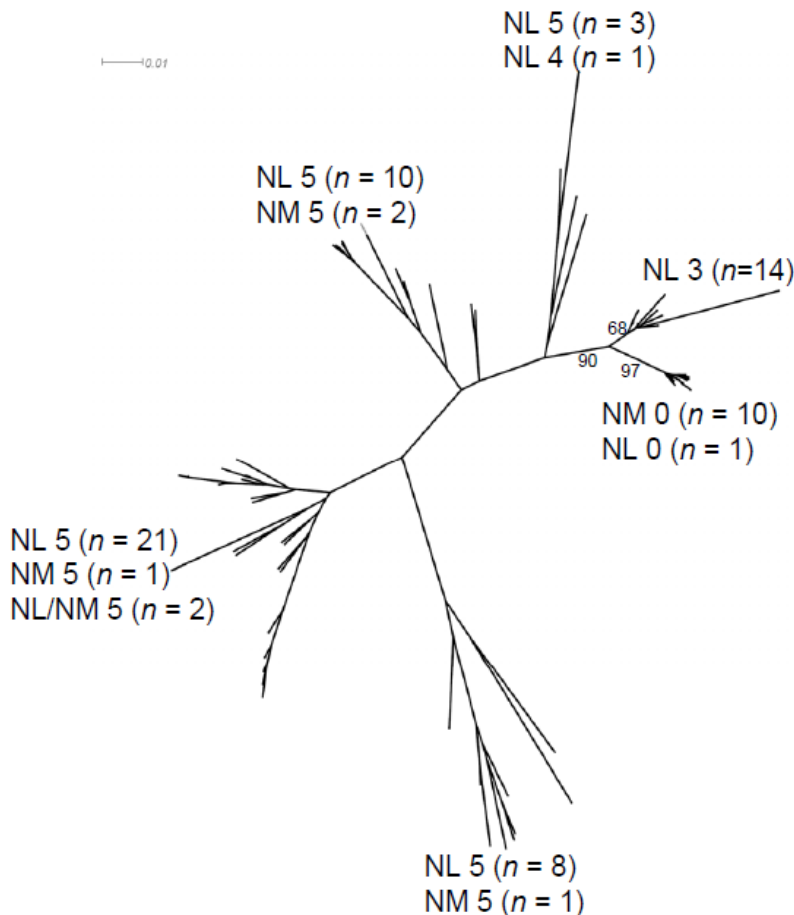 NL 5 (n = 3)
NL 4 (n = 1)
0.01
NL 5 (n = 10)
NM 5 (n = 2)
NL 3 (n=14)
68
90
97
NM 0 (n = 10)
NL 0 (n = 1)
NL 5 (n = 21)
NM 5 (n = 1)
NL/NM 5 (n = 2)
NL 5 (n = 8)
NM 5 (n = 1)